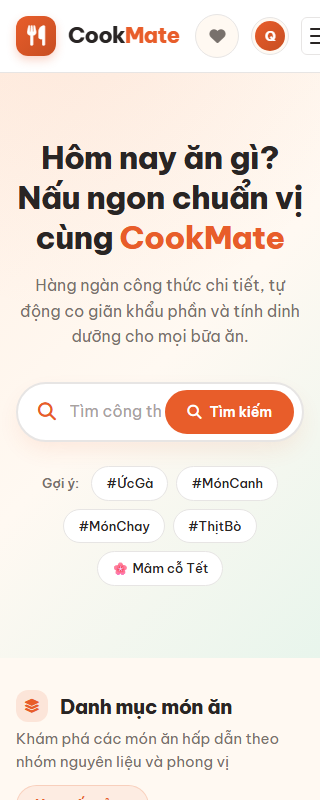 CookMate
Q
Hôm nay ăn gì?
Nấu ngon chuẩn vị
cùng CookMate
Hàng ngàn công thức chi tiết, tự
động co giãn khẩu phần và tính dinh
dưỡng cho mọi bữa ăn.
Tìm công th
Tìm kiếm
Gợi ý:
#ỨcGà
#MónCanh
#MónChay
#ThịtBò
🌸 Mâm cỗ Tết
Danh mục món ăn
Khám phá các món ăn hấp dẫn theo
nhóm nguyên liệu và phong vị